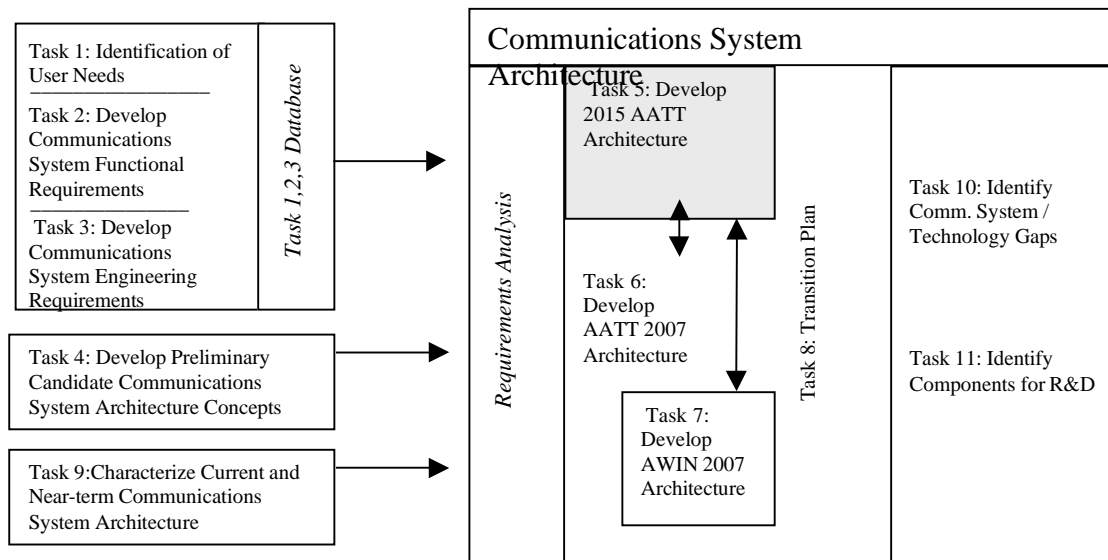 Task 1: Identification of
User Needs
Task 2: Develop
Communications
System Functional
Requirements
Task 3: Develop
Communications
System Engineering
Requirements
Task 1,2,3 Database
Task 4: Develop Preliminary
Candidate Communications
System Architecture Concepts
Task 9:Characterize Current and
Near-term Communications
System Architecture
Communications System
Architecture
Requirements Analysis
Task 5: Develop
2015 AATT
Architecture
Task 6:
Develop
AATT 2007
Architecture
Task 7:
Develop
AWIN 2007
Architecture
Task 8: Transition Plan
Task 10: Identify
Comm. System /
Technology Gaps
Task 11: Identify
Components for R&D